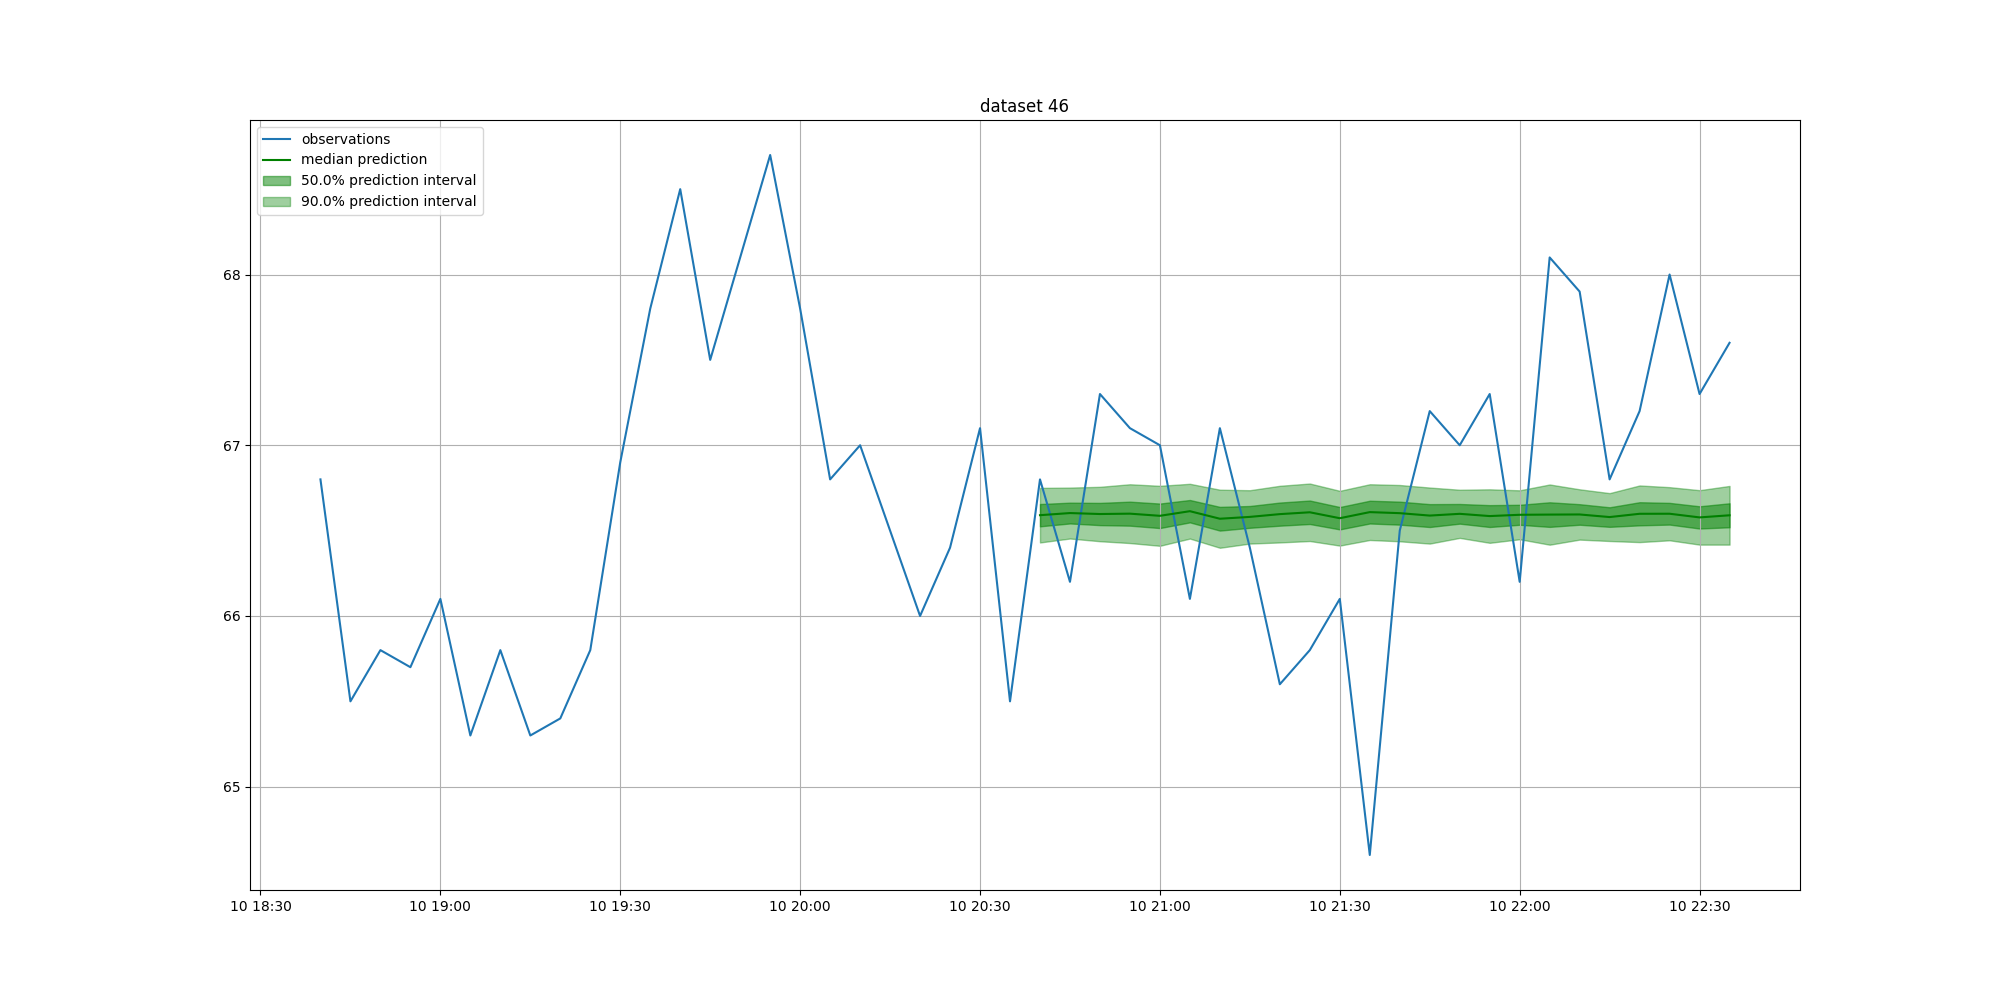 dataset 46
observations
median prediction
50.0% prediction interval
90.0% prediction interval
68
67
66
65
10 18:30
10 19:00
10 19:30
10 20:00
10 20:30
10 21:00
10 21:30
10 22:00
10 22:30